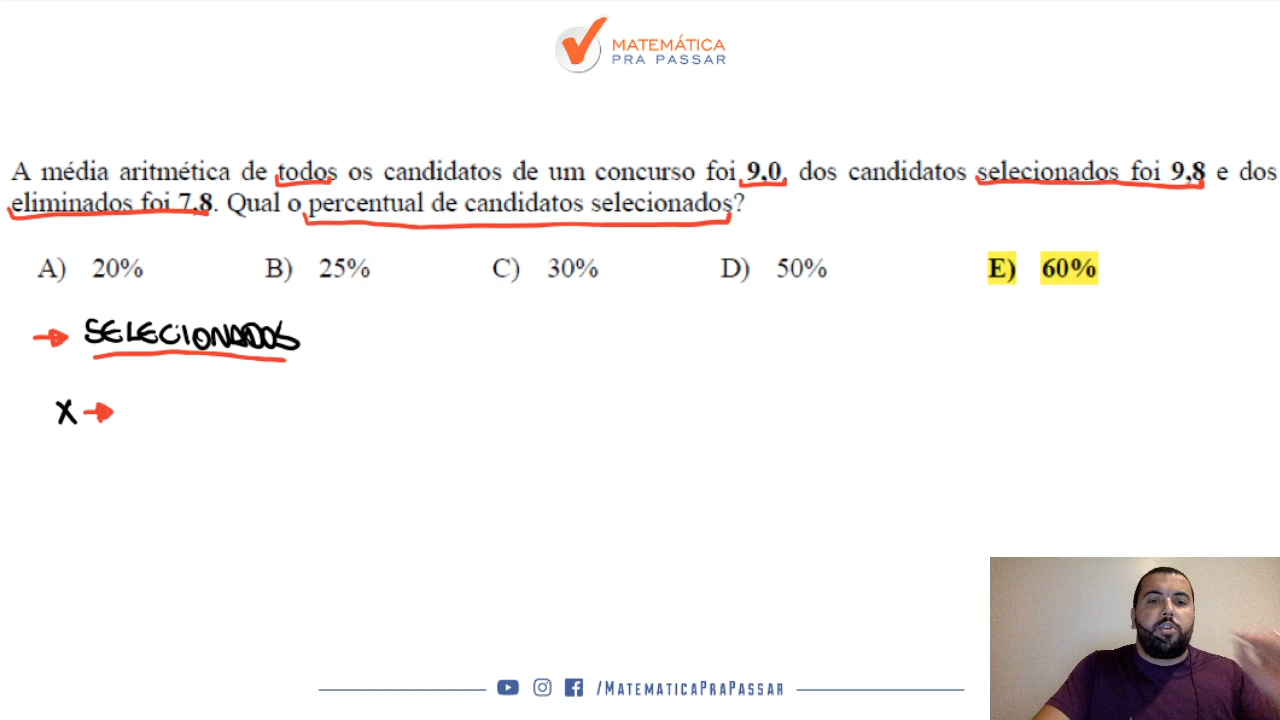 MATEMÁTICA
PRA PASSAR
A média aritmética de todos os candidatos de um concurso foi 9,0, dos candidatos selecionados foi 9,8 e dos
eliminados foi 7,8. Qual o percentual de candidatos selecionados?
A) 20% B) 25% C) 30% D) 50% E) 60%
→ SELECIONADOS
X →
/MATEMATICAPRAPASSAR